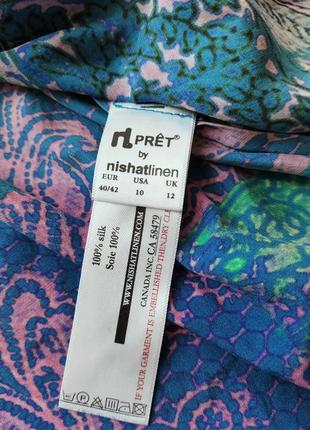 nl PRÊT®
by
nishatlinen
EUR USA UK
40/42 10 12
100% silk
Soie 100%
WWW.NISHATLINEN.COM
CANADA INC. CA 58479
IF YOUR GARMENT IS EMBELLISHED THEN, DRY CL